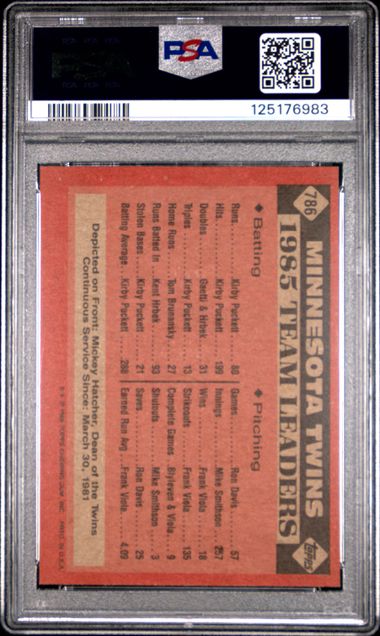 PSA
125176983
786
MINNESOTA TWINS
1985 TEAM LEADERS
Topps
◆ Batting
Runs Kirby Puckett 80
Hits Kirby Puckett 199
Doubles Gaetti & Hrbek 31
Triples Kirby Puckett 13
Home Runs Tom Brunansky 27
Runs Batted In Kent Hrbek 93
Stolen Bases Kirby Puckett 21
Batting Average Kirby Puckett .288
◆ Pitching
Games Ron Davis 57
Innings Mike Smithson 257
Wins Frank Viola 18
Strikeouts Frank Viola 135
Complete Games Blyleven & Viola 9
Shutouts Mike Smithson 3
Saves Ron Davis 25
Earned Run Avg. Frank Viola 4.09
Depicted on Front: Mickey Hatcher, Dean of the Twins
Continuous Service Since: March 30, 1981
© 1986 TOPPS CHEWING GUM, INC. PRTD. IN U.S.A.